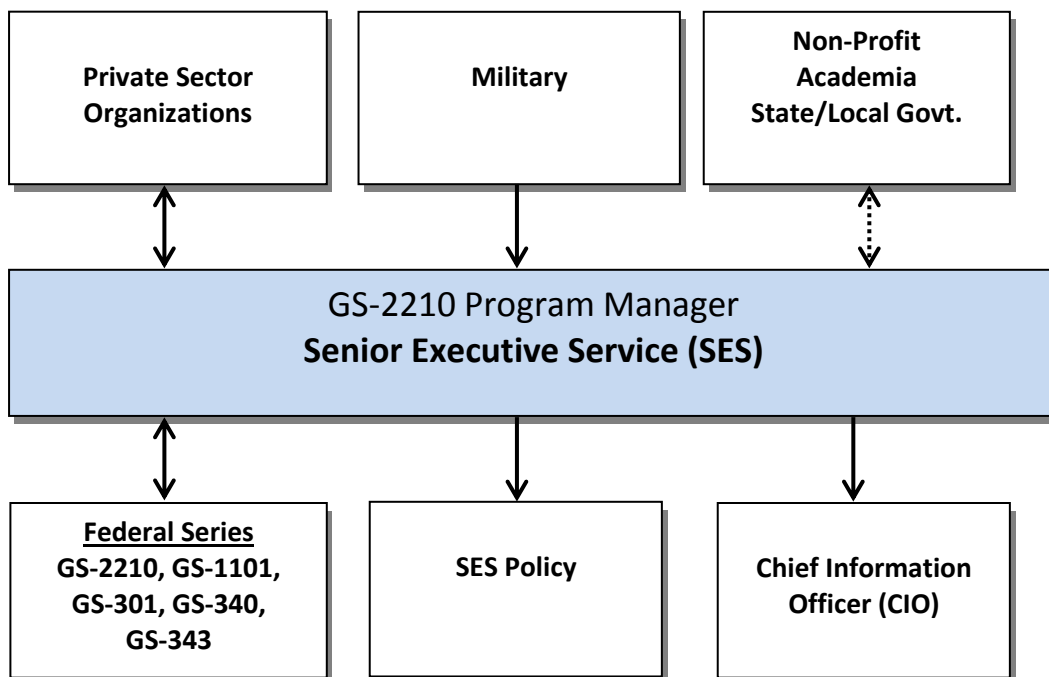 Private Sector
Organizations
Military
Non-Profit
Academia
State/Local Govt.
GS-2210 Program Manager
Senior Executive Service (SES)
Federal Series
GS-2210, GS-1101,
GS-301, GS-340,
GS-343
SES Policy
Chief Information
Officer (CIO)